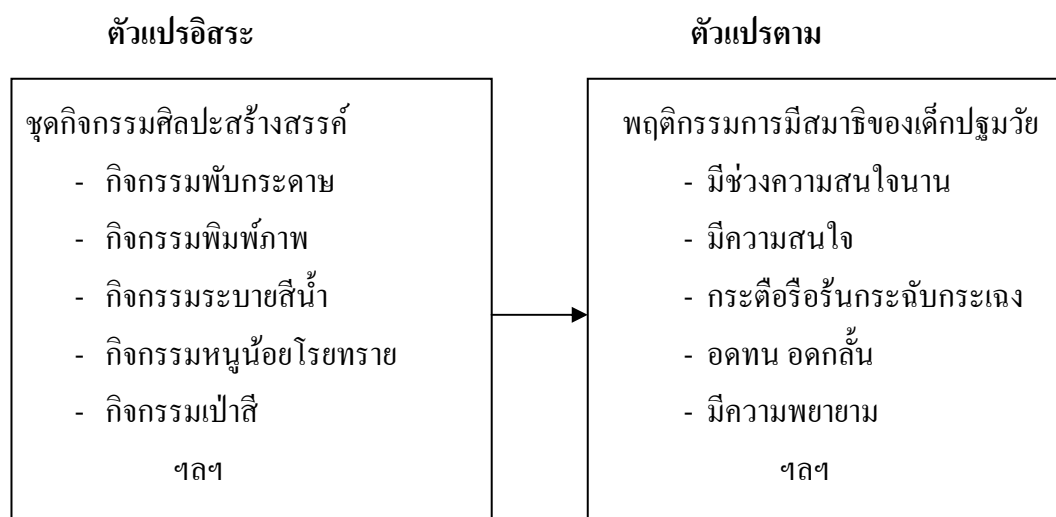 ตัวแปรอิสระ
ชุดกิจกรรมศิลปะสร้างสรรค์
- กิจกรรมพับกระดาษ
- กิจกรรมพิมพ์ภาพ
- กิจกรรมระบายสีน้ำ
- กิจกรรมหนูน้อยโรยทราย
- กิจกรรมเป่าสี
ฯลฯ
ตัวแปรตาม
พฤติกรรมการมีสมาธิของเด็กปฐมวัย
- มีช่วงความสนใจนาน
- มีความสนใจ
- กระตือรือร้นกระฉับกระเฉง
- อดทน อดกลั้น
- มีความพยายาม
ฯลฯ